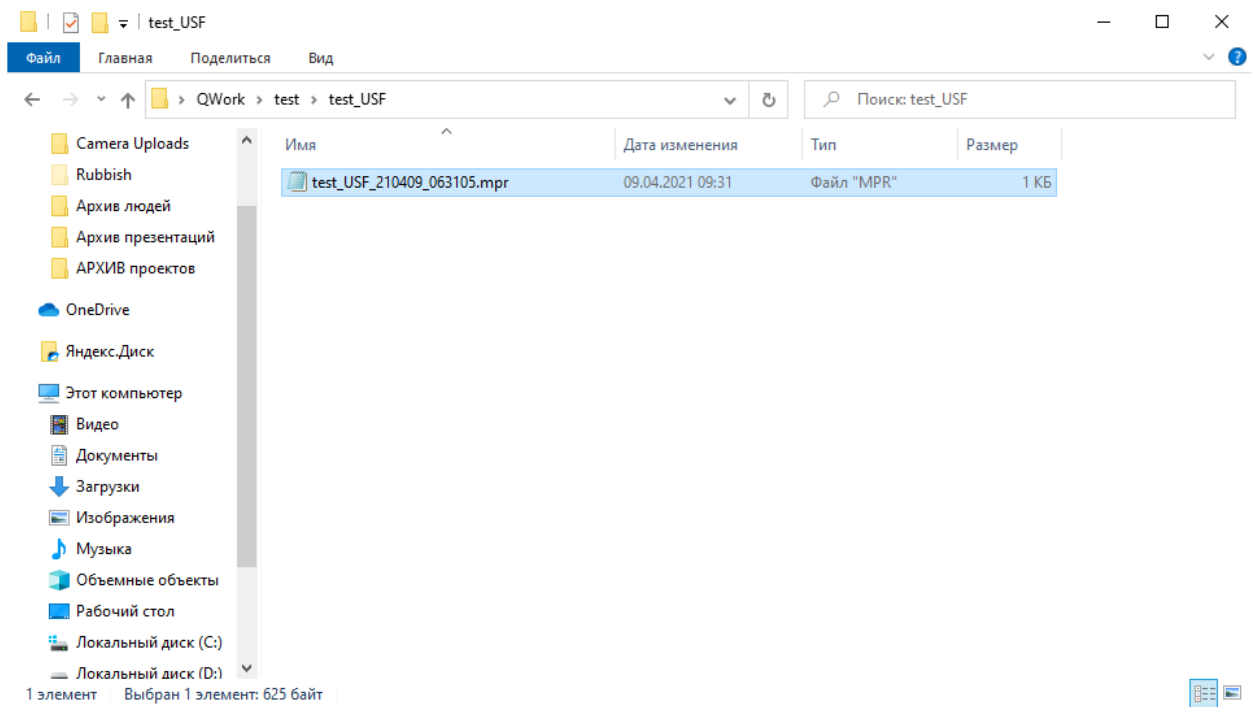 test_USF
Файл Главная Поделиться Вид
QWork test test_USF Поиск: test_USF
Имя Дата изменения Тип Размер
test_USF_210409_063105.mpr 09.04.2021 09:31 Файл "MPR" 1 КБ
Camera Uploads
Rubbish
Архив людей
Архив презентаций
АРХИВ проектов
OneDrive
Яндекс.Диск
Этот компьютер
Видео
Документы
Загрузки
Изображения
Музыка
Объемные объекты
Рабочий стол
Локальный диск (C:)
Локальный диск (D:)
1 элемент Выбран 1 элемент: 625 байт